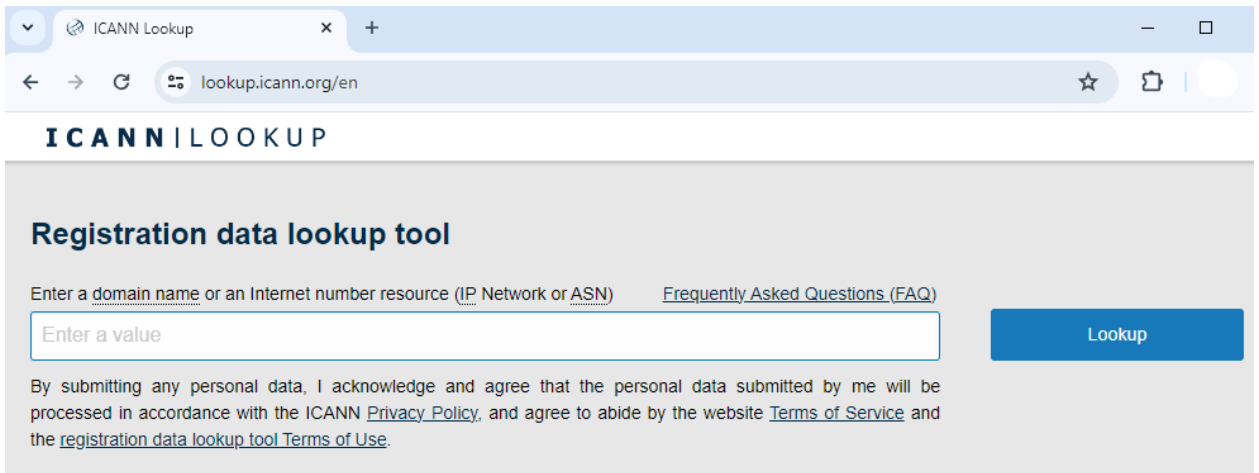 ICANN Lookup
lookup.icann.org/en
ICANN|LOOKUP
Registration data lookup tool
Enter a domain name or an Internet number resource (IP Network or ASN) Frequently Asked Questions (FAQ)
Enter a value
Lookup
By submitting any personal data, I acknowledge and agree that the personal data submitted by me will be
processed in accordance with the ICANN Privacy Policy, and agree to abide by the website Terms of Service and
the registration data lookup tool Terms of Use.